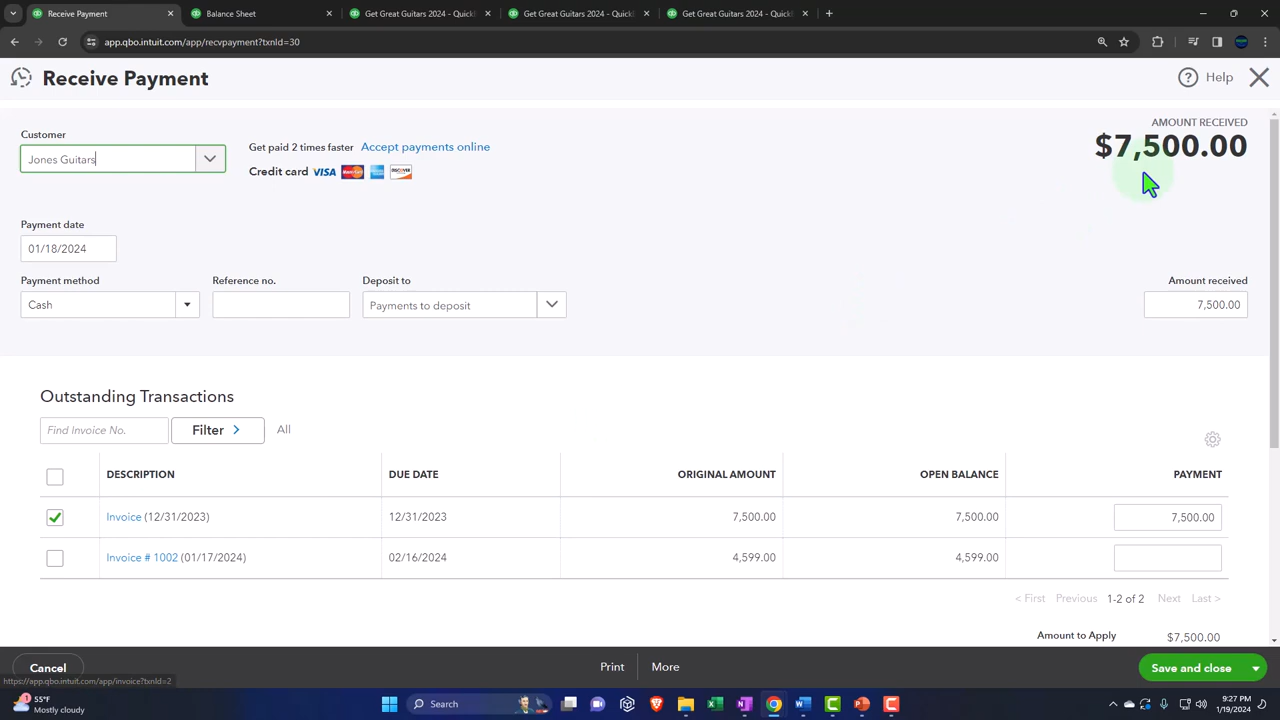 Receive Payment
Balance Sheet
Get Great Guitars 2024 - QuickB
Get Great Guitars 2024 - QuickB
Get Great Guitars 2024 - QuickB
app.qbo.intuit.com/app/recvpayment?txnId=30
Receive Payment
Help
Customer
AMOUNT RECEIVED
Jones Guitars
Get paid 2 times faster Accept payments online
$7,500.00
Credit card VISA DISCOVER
Payment date
01/18/2024
Payment method Reference no. Deposit to Amount received
Cash Payments to deposit 7,500.00
Outstanding Transactions
Find Invoice No. Filter > All
DESCRIPTION DUE DATE ORIGINAL AMOUNT OPEN BALANCE PAYMENT
Invoice (12/31/2023) 12/31/2023 7,500.00 7,500.00 7,500.00
Invoice # 1002 (01/17/2024) 02/16/2024 4,599.00 4,599.00
< First Previous 1-2 of 2 Next Last >
Amount to Apply $7,500.00
Cancel Print More Save and close
https://app.qbo.intuit.com/app/invoice?txnId=2
55°F
Mostly cloudy
Search
9:27 PM
1/19/2024